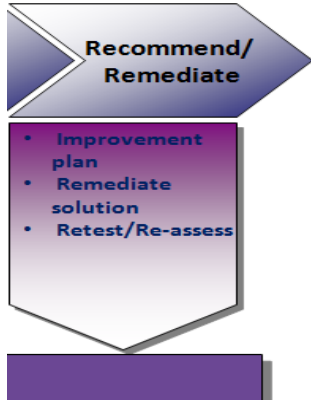 Recommend/
Remediate
• Improvement
plan
• Remediate
solution
• Retest/Re-assess